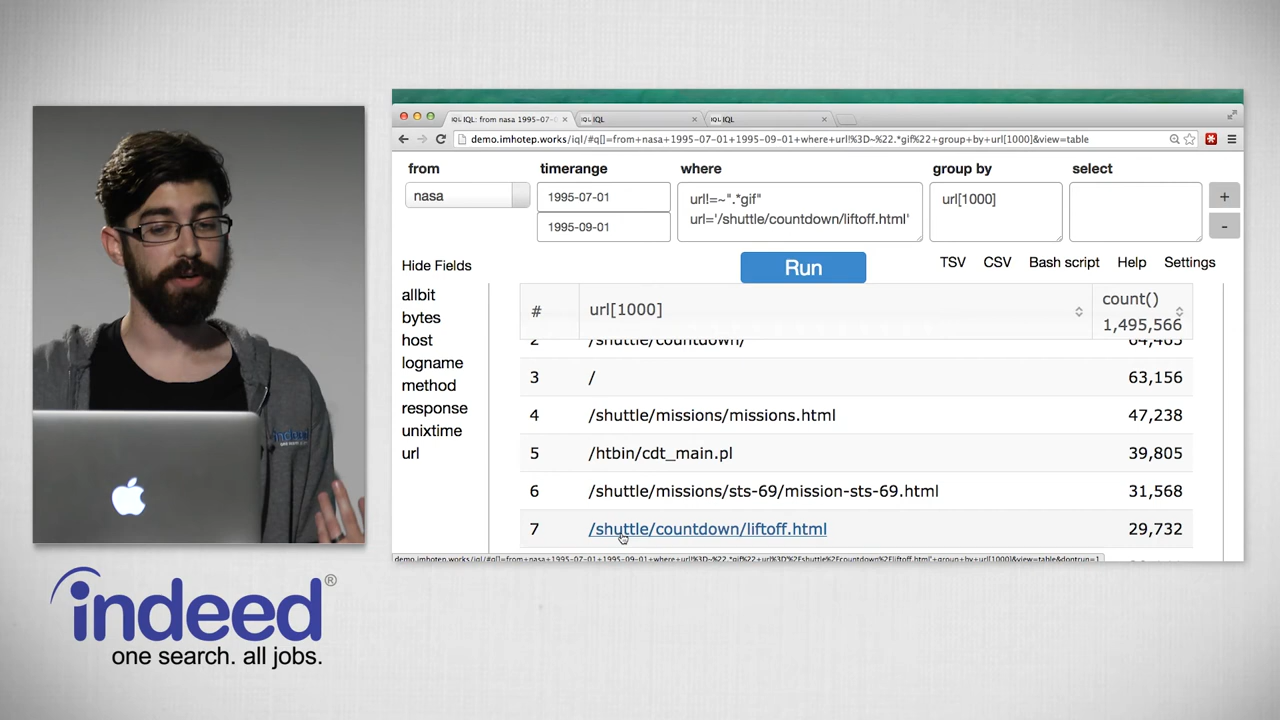 IQL: from nasa 1995-07-0
IQL
IQL
demo.imhotep.works/iql/#q[]=from+nasa+1995-07-01+1995-09-01+where+url!%3D~%22.*gif%22+group+by+url[1000]&view=table
from
timerange
where
group by
select
nasa
1995-07-01
1995-09-01
url!=~".*gif"
url='/shuttle/countdown/liftoff.html'
url[1000]
+
-
Hide Fields
Run
TSV CSV Bash script Help Settings
allbit
bytes
host
logname
method
response
unixtime
url
# url[1000] count()
1,495,566
2 /shuttle/countdown/
3 / 63,156
4 /shuttle/missions/missions.html 47,238
5 /htbin/cdt_main.pl 39,805
6 /shuttle/missions/sts-69/mission-sts-69.html 31,568
7 /shuttle/countdown/liftoff.html 29,732
indeed
indeed®
one search. all jobs.